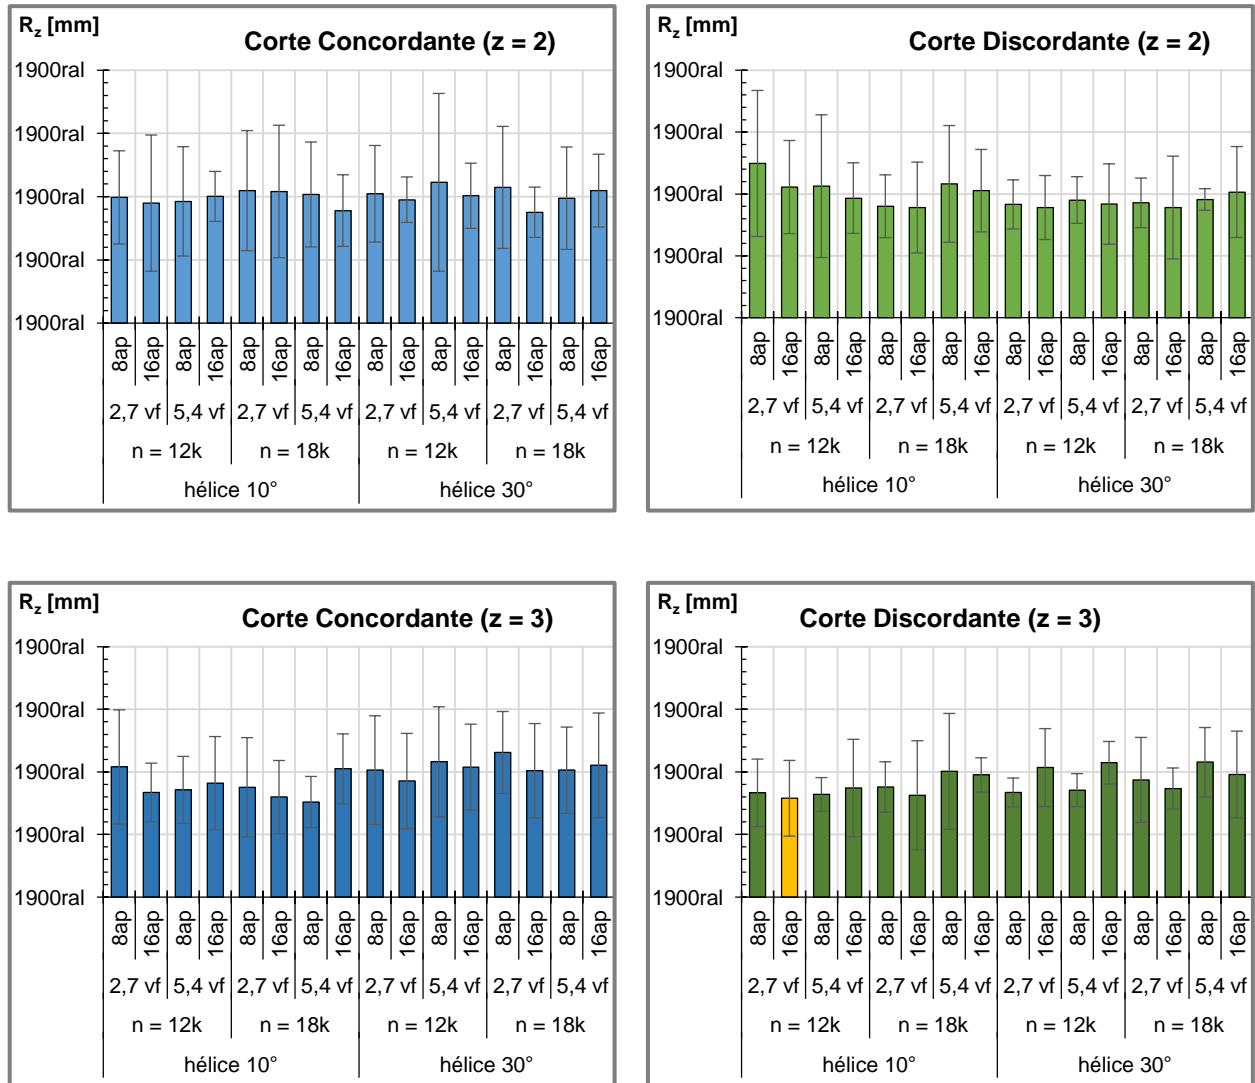 R_z [mm]
Corte Concordante (z = 2)
1900ral
1900ral
1900ral
1900ral
1900ral
8ap 16ap 8ap 16ap 8ap 16ap 8ap 16ap 8ap 16ap 8ap 16ap 8ap 16ap 8ap 16ap
2,7 vf 5,4 vf 2,7 vf 5,4 vf 2,7 vf 5,4 vf 2,7 vf 5,4 vf
n = 12k n = 18k n = 12k n = 18k
hélice 10° hélice 30°
R_z [mm]
Corte Discordante (z = 2)
1900ral
1900ral
1900ral
1900ral
1900ral
8ap 16ap 8ap 16ap 8ap 16ap 8ap 16ap 8ap 16ap 8ap 16ap 8ap 16ap 8ap 16ap
2,7 vf 5,4 vf 2,7 vf 5,4 vf 2,7 vf 5,4 vf 2,7 vf 5,4 vf
n = 12k n = 18k n = 12k n = 18k
hélice 10° hélice 30°
R_z [mm]
Corte Concordante (z = 3)
1900ral
1900ral
1900ral
1900ral
1900ral
8ap 16ap 8ap 16ap 8ap 16ap 8ap 16ap 8ap 16ap 8ap 16ap 8ap 16ap 8ap 16ap
2,7 vf 5,4 vf 2,7 vf 5,4 vf 2,7 vf 5,4 vf 2,7 vf 5,4 vf
n = 12k n = 18k n = 12k n = 18k
hélice 10° hélice 30°
R_z [mm]
Corte Discordante (z = 3)
1900ral
1900ral
1900ral
1900ral
1900ral
8ap 16ap 8ap 16ap 8ap 16ap 8ap 16ap 8ap 16ap 8ap 16ap 8ap 16ap 8ap 16ap
2,7 vf 5,4 vf 2,7 vf 5,4 vf 2,7 vf 5,4 vf 2,7 vf 5,4 vf
n = 12k n = 18k n = 12k n = 18k
hélice 10° hélice 30°